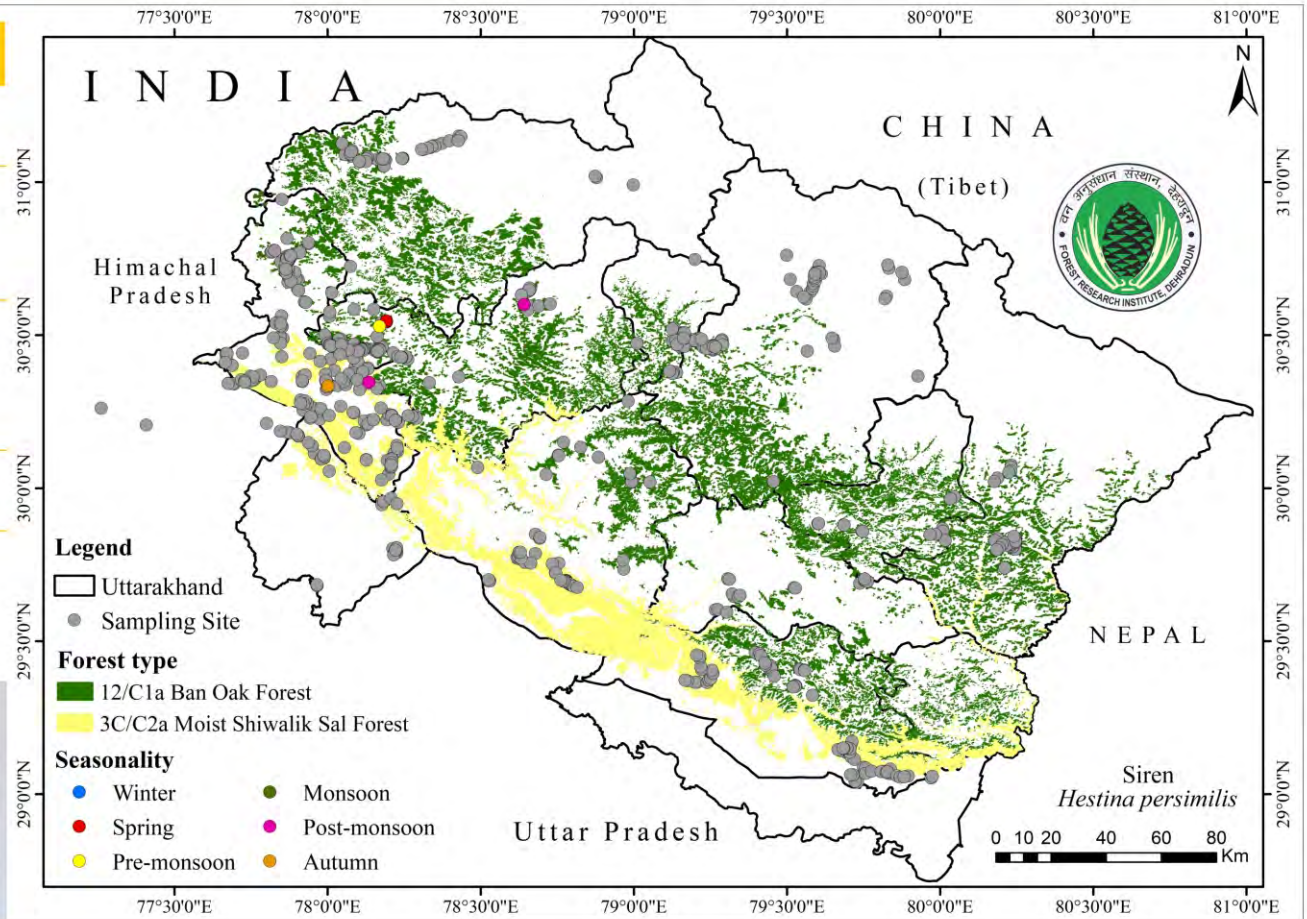 77°30'0"E 78°0'0"E 78°30'0"E 79°0'0"E 79°30'0"E 80°0'0"E 80°30'0"E 81°0'0"E
INDIA
N
CHINA
(Tibet)
वन अनुसंधान संस्थान, देहरादून
FOREST RESEARCH INSTITUTE, DEHRADUN
31°0'0"N 31°0'0"N
Himachal
Pradesh
30°30'0"N 30°30'0"N
30°0'0"N 30°0'0"N
Legend
Uttarakhand
Sampling Site
29°30'0"N 29°30'0"N
NEPAL
Forest type
12/C1a Ban Oak Forest
3C/C2a Moist Shiwalik Sal Forest
Seasonality
Winter Monsoon
Spring Post-monsoon
Pre-monsoon Autumn
29°0'0"N 29°0'0"N
Uttar Pradesh
Siren
Hestina persimilis
0 10 20 40 60 80
Km
77°30'0"E 78°0'0"E 78°30'0"E 79°0'0"E 79°30'0"E 80°0'0"E 80°30'0"E 81°0'0"E